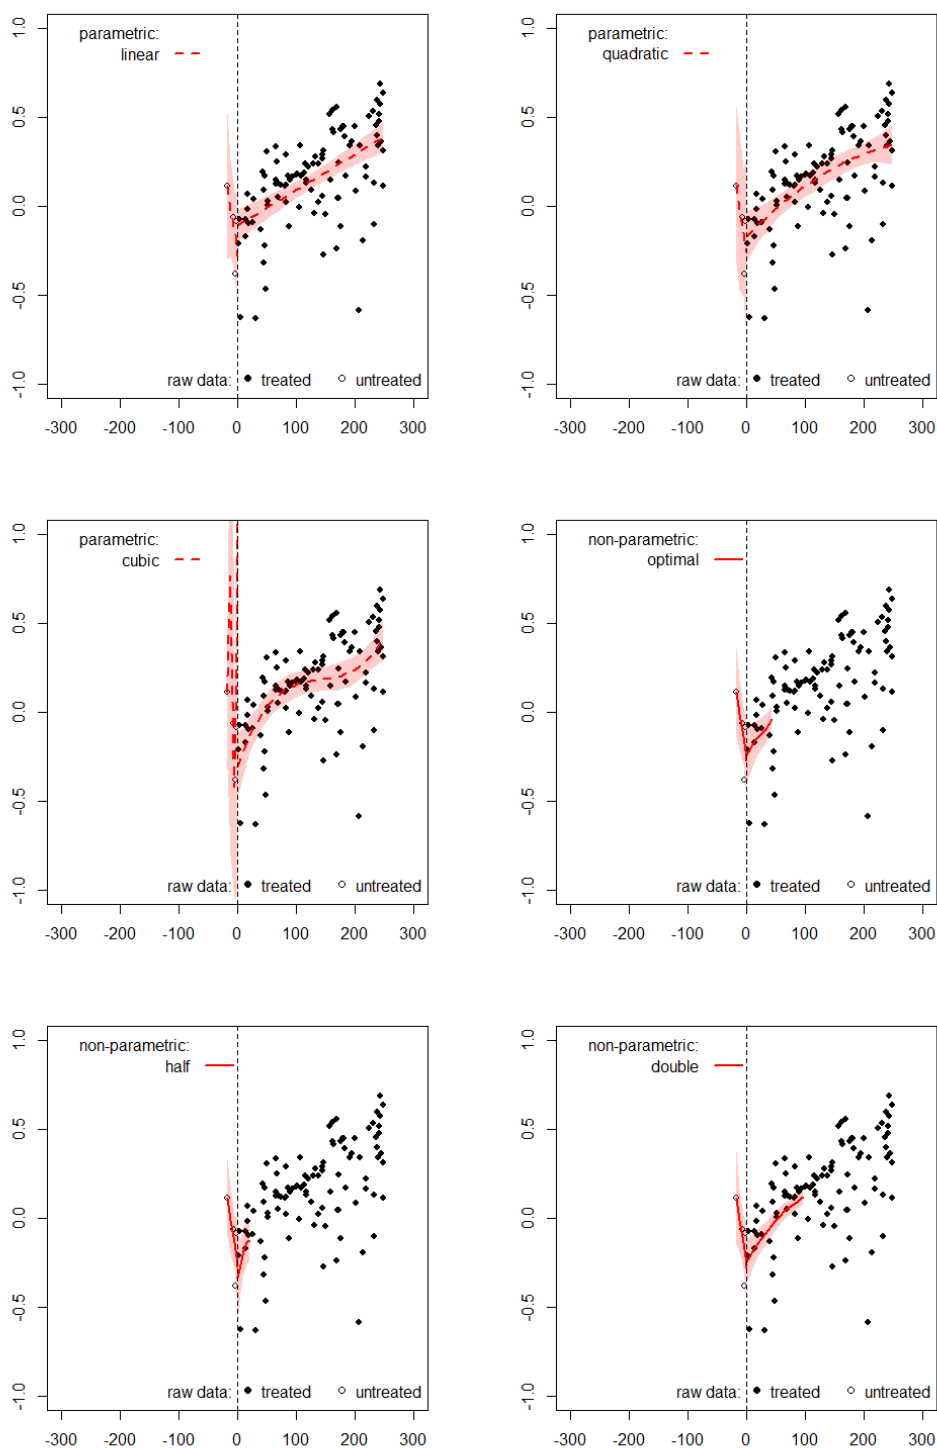 parametric:
linear
1.0
0.5
0.0
-0.5
-1.0
raw data: treated untreated
-300 -200 -100 0 100 200 300
parametric:
quadratic
1.0
0.5
0.0
-0.5
-1.0
raw data: treated untreated
-300 -200 -100 0 100 200 300
parametric:
cubic
1.0
0.5
0.0
-0.5
-1.0
raw data: treated untreated
-300 -200 -100 0 100 200 300
non-parametric:
optimal
1.0
0.5
0.0
-0.5
-1.0
raw data: treated untreated
-300 -200 -100 0 100 200 300
non-parametric:
half
1.0
0.5
0.0
-0.5
-1.0
raw data: treated untreated
-300 -200 -100 0 100 200 300
non-parametric:
double
1.0
0.5
0.0
-0.5
-1.0
raw data: treated untreated
-300 -200 -100 0 100 200 300